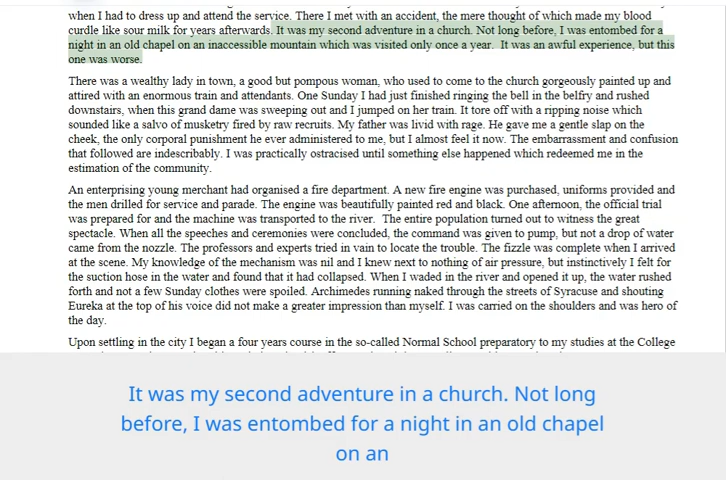 when I had to dress up and attend the service. There I met with an accident, the mere thought of which made my blood
curdle like sour milk for years afterwards. It was my second adventure in a church. Not long before, I was entombed for a
night in an old chapel on an inaccessible mountain which was visited only once a year. It was an awful experience, but this
one was worse.
There was a wealthy lady in town, a good but pompous woman, who used to come to the church gorgeously painted up and
attired with an enormous train and attendants. One Sunday I had just finished ringing the bell in the belfry and rushed
downstairs, when this grand dame was sweeping out and I jumped on her train. It tore off with a ripping noise which
sounded like a salvo of musketry fired by raw recruits. My father was livid with rage. He gave me a gentle slap on the
cheek, the only corporal punishment he ever administered to me, but I almost feel it now. The embarrassment and confusion
that followed are indescribably. I was practically ostracised until something else happened which redeemed me in the
estimation of the community.
An enterprising young merchant had organised a fire department. A new fire engine was purchased, uniforms provided and
the men drilled for service and parade. The engine was beautifully painted red and black. One afternoon, the official trial
was prepared for and the machine was transported to the river. The entire population turned out to witness the great
spectacle. When all the speeches and ceremonies were concluded, the command was given to pump, but not a drop of water
came from the nozzle. The professors and experts tried in vain to locate the trouble. The fizzle was complete when I arrived
at the scene. My knowledge of the mechanism was nil and I knew next to nothing of air pressure, but instinctively I felt for
the suction hose in the water and found that it had collapsed. When I waded in the river and opened it up, the water rushed
forth and not a few Sunday clothes were spoiled. Archimedes running naked through the streets of Syracuse and shouting
Eureka at the top of his voice did not make a greater impression than myself. I was carried on the shoulders and was hero of
the day.
Upon settling in the city I began a four years course in the so-called Normal School preparatory to my studies at the College
It was my second adventure in a church. Not long
before, I was entombed for a night in an old chapel
on an